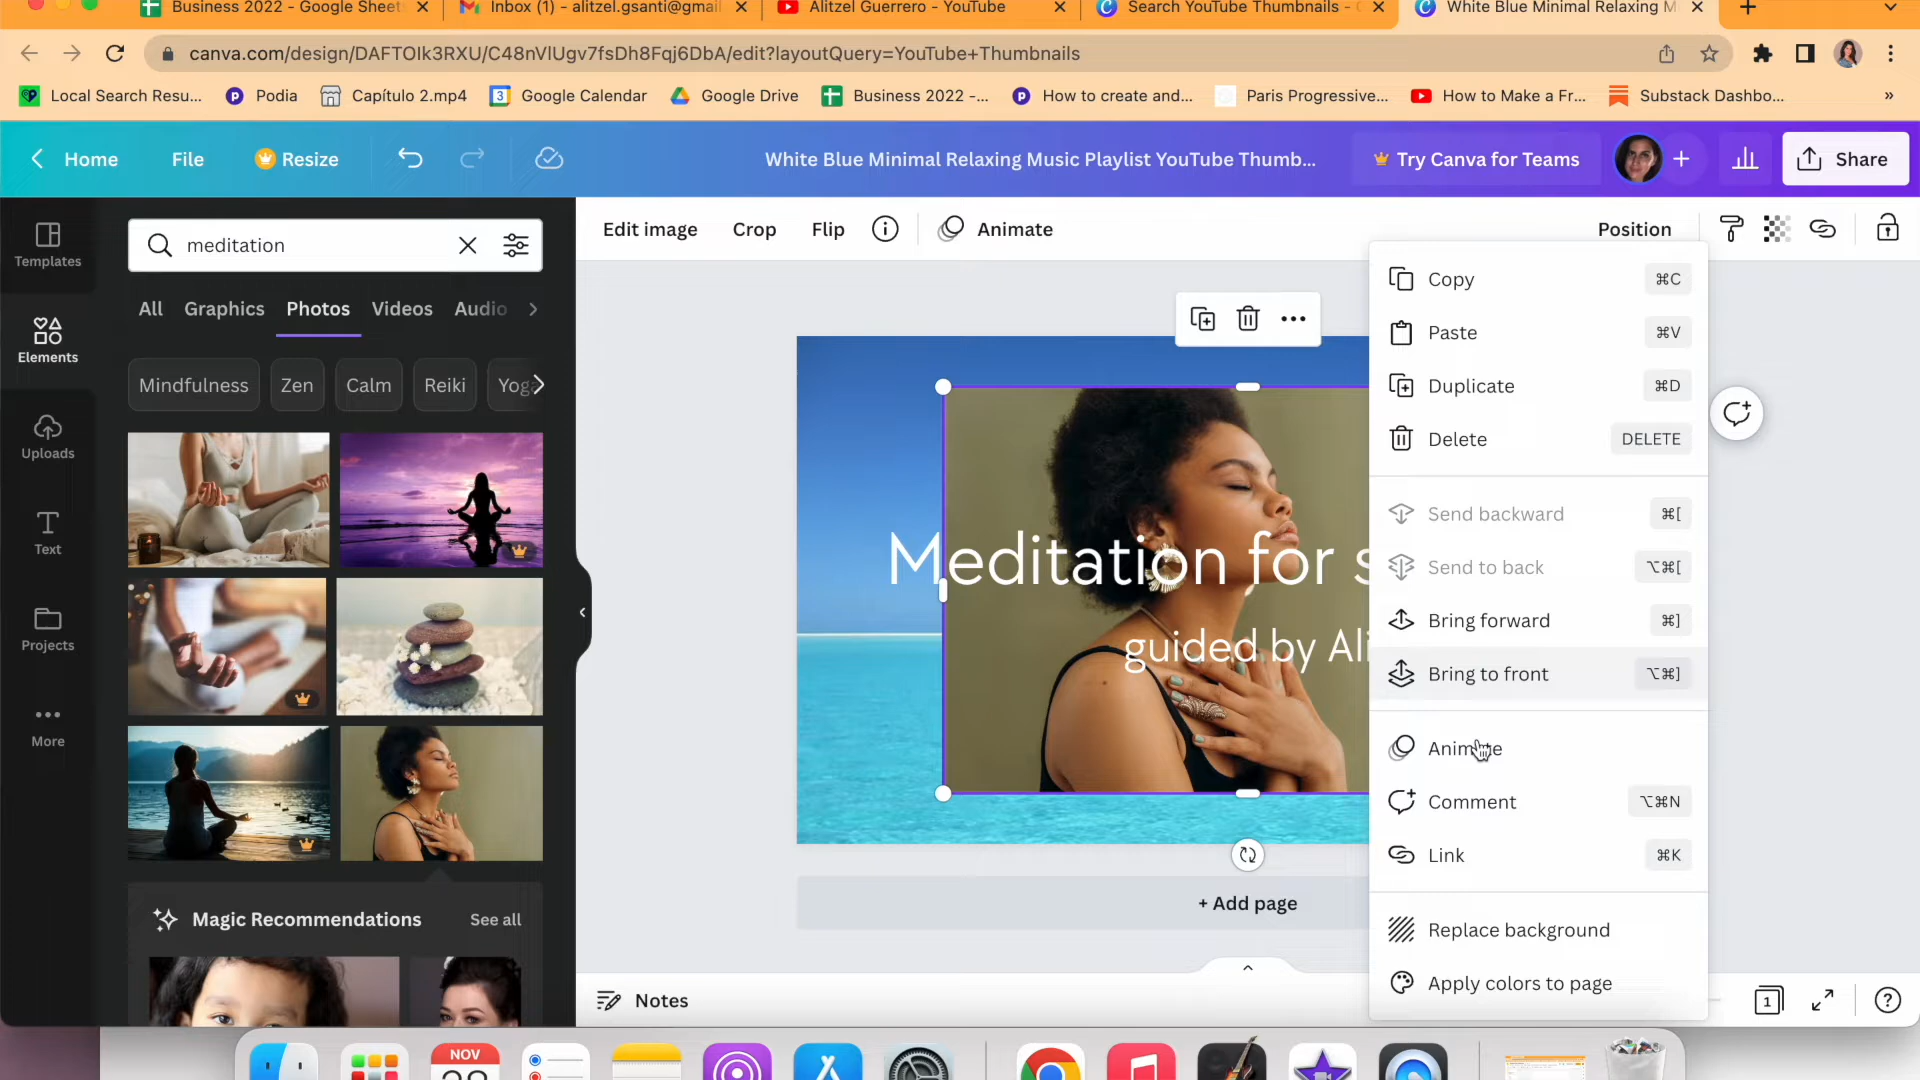 Business 2022 - Google Sheets
Inbox (1) - alitzel.gsanti@gmail
Alitzel Guerrero - YouTube
Search YouTube Thumbnails - C
White Blue Minimal Relaxing M
canva.com/design/DAFTOlk3RXU/C48nVlUgv7fsDh8Fqj6DbA/edit?layoutQuery=YouTube+Thumbnails
Local Search Resu...
Podia
Capítulo 2.mp4
Google Calendar
Google Drive
Business 2022 -...
How to create and...
Paris Progressive...
How to Make a Fr...
Substack Dashbo...
»
Home
File
Resize
White Blue Minimal Relaxing Music Playlist YouTube Thumb...
Try Canva for Teams
Share
Templates
Elements
Uploads
Text
Projects
More
meditation
All
Graphics
Photos
Videos
Audio
Mindfulness
Zen
Calm
Reiki
Yog
Magic Recommendations
See all
Edit image
Crop
Flip
Animate
Position
Meditation for s
guided by Ali
+ Add page
Notes
Copy ⌘C
Paste ⌘V
Duplicate ⌘D
Delete DELETE
Send backward ⌘[
Send to back ⌥⌘[
Bring forward ⌘]
Bring to front ⌥⌘]
Animate
Comment ⌥⌘N
Link ⌘K
Replace background
Apply colors to page
1
NOV